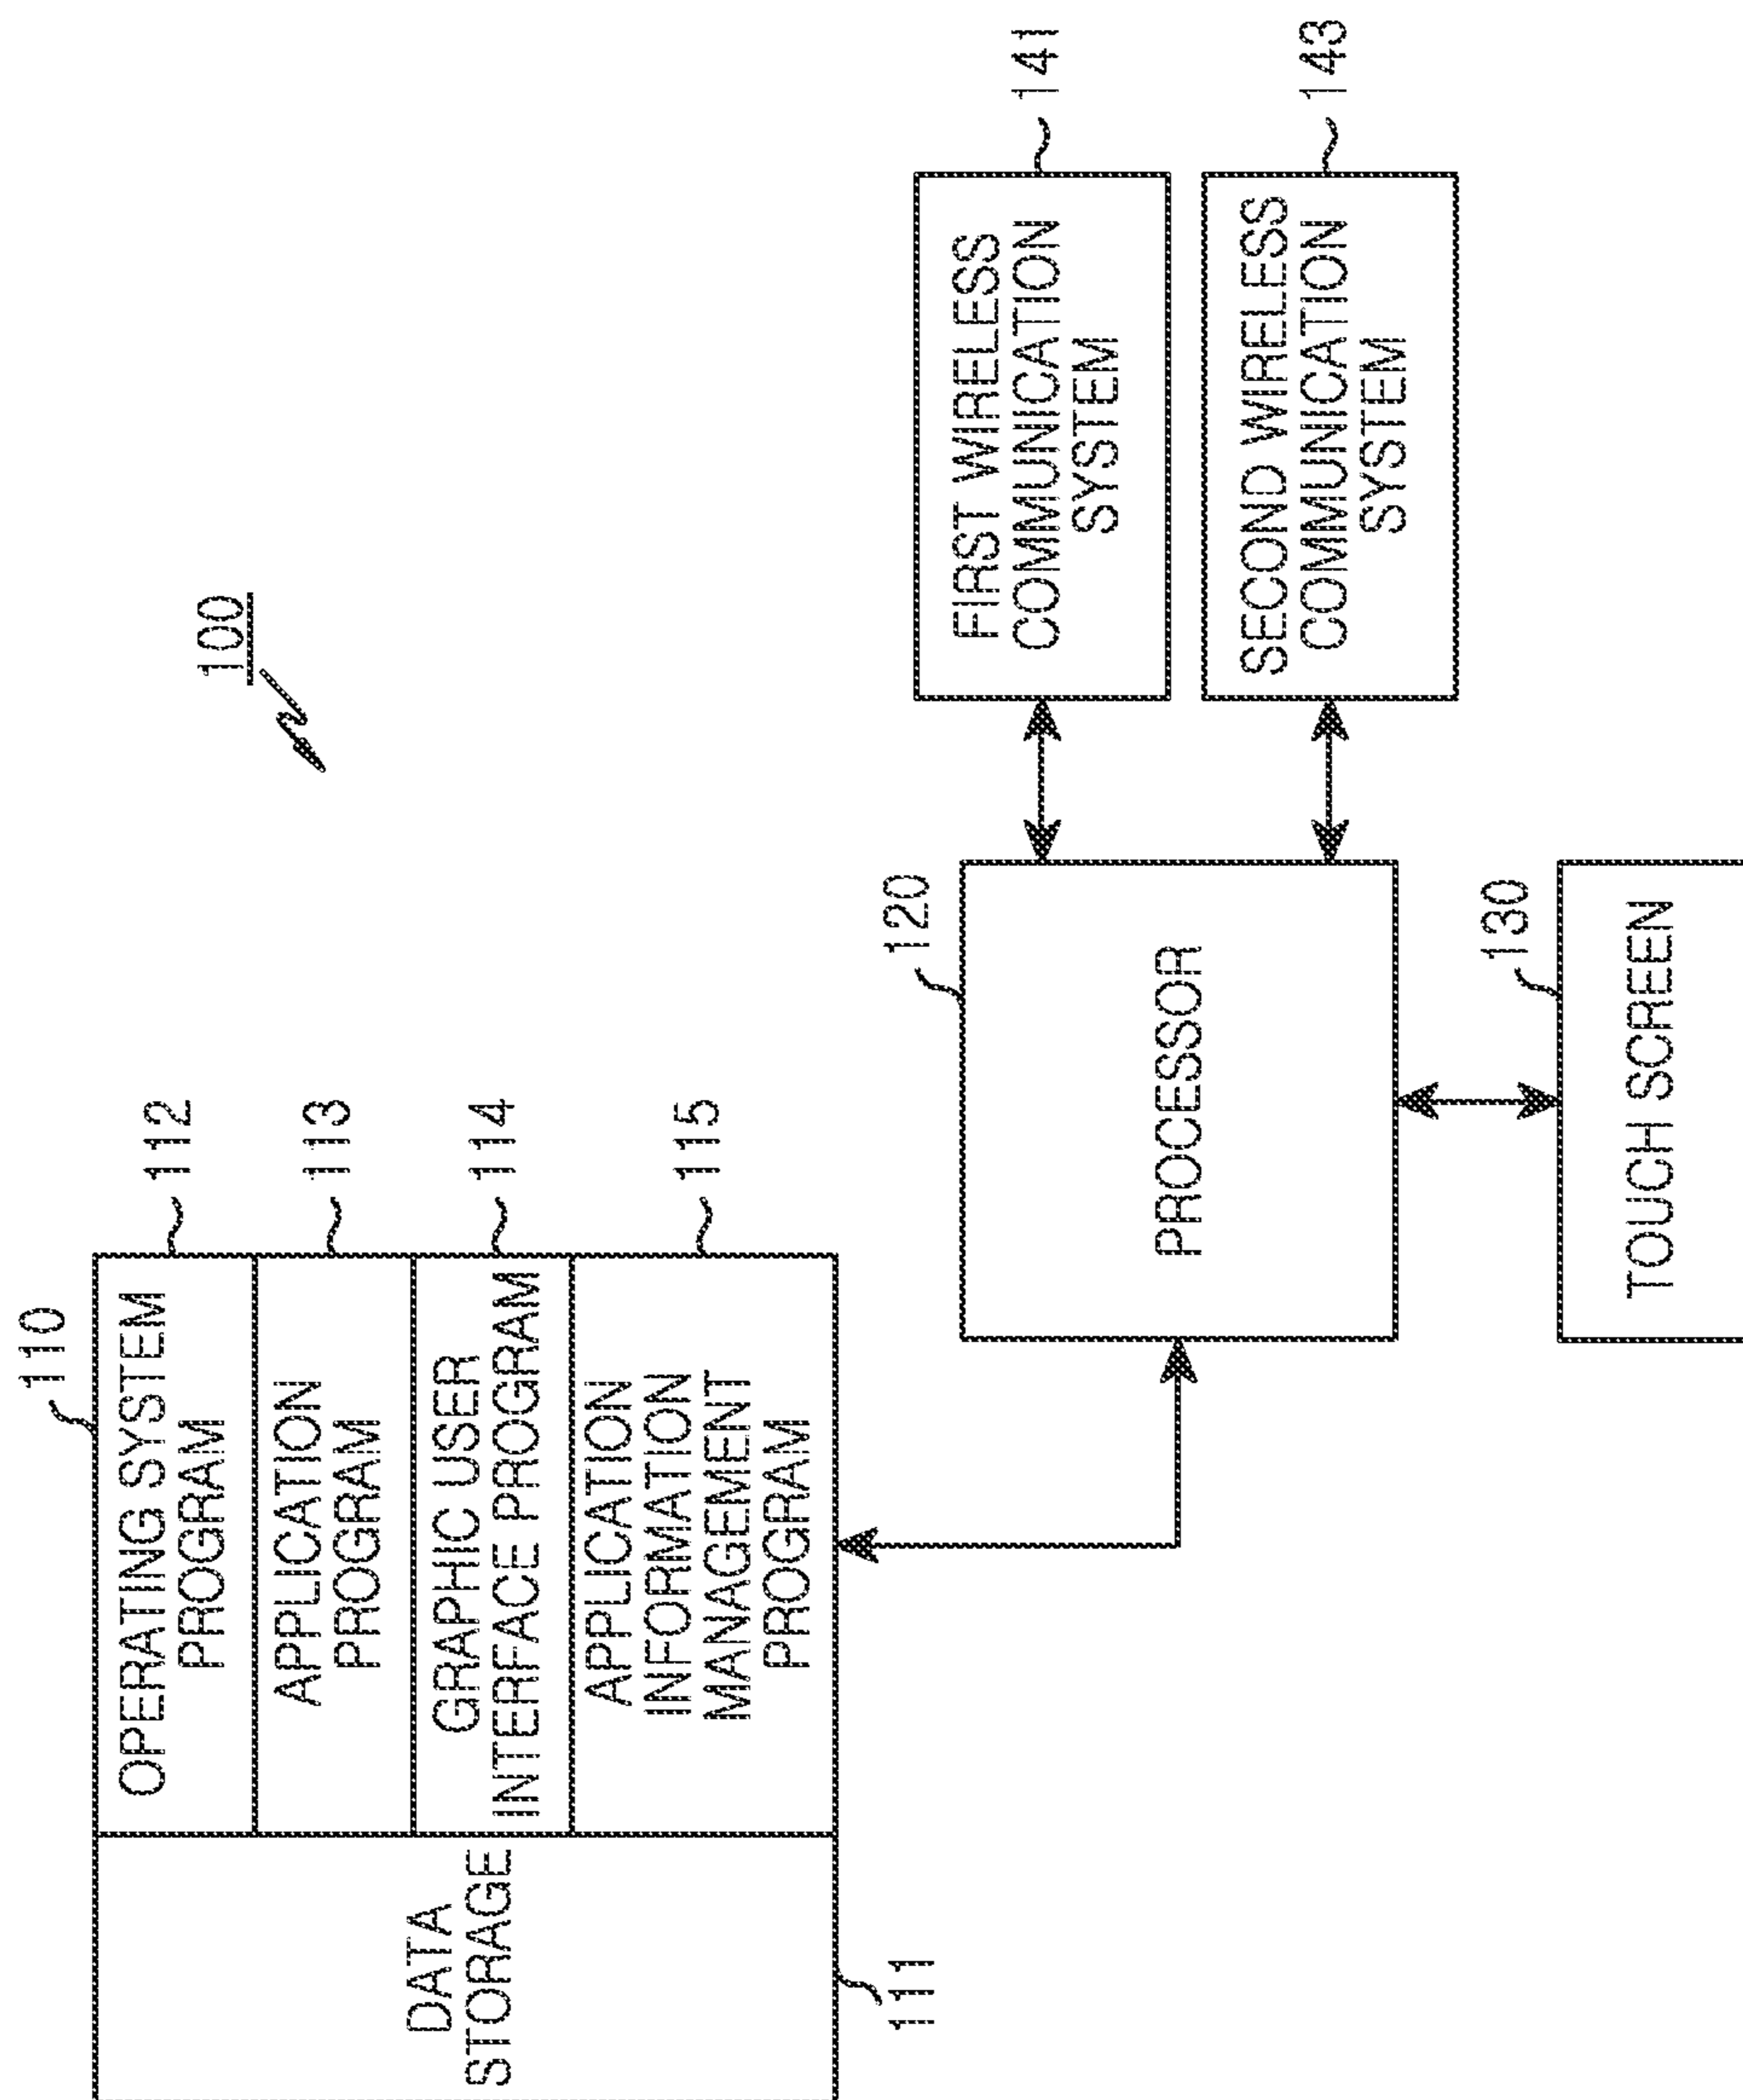 100
110
DATA
STORAGE
111
OPERATING SYSTEM
PROGRAM
112
APPLICATION
PROGRAM
113
GRAPHIC USER
INTERFACE PROGRAM
114
APPLICATION
INFORMATION
MANAGEMENT
PROGRAM
115
120
PROCESSOR
FIRST WIRELESS
COMMUNICATION
SYSTEM
141
SECOND WIRELESS
COMMUNICATION
SYSTEM
143
130
TOUCH SCREEN